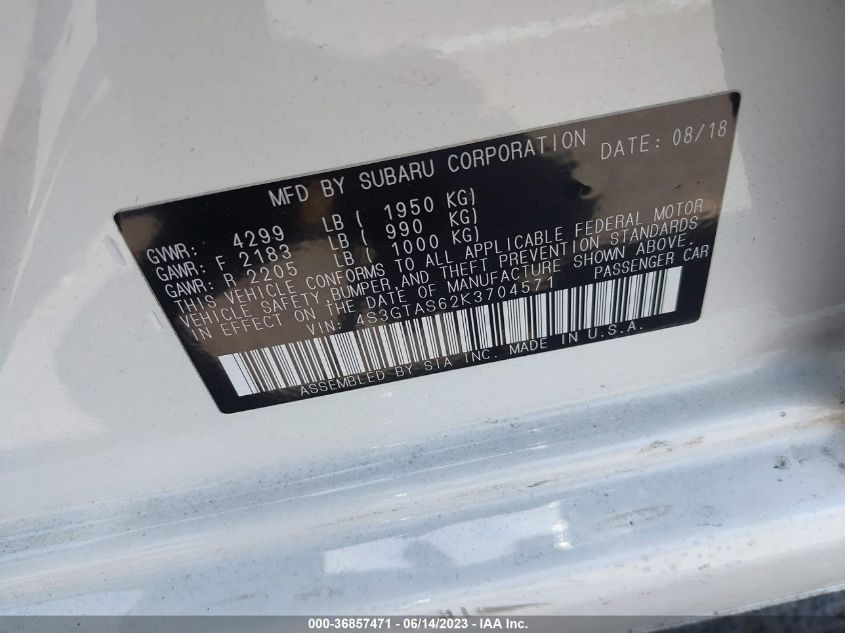 MFD BY SUBARU CORPORATION DATE: 08/18
GVWR: 4299 LB ( 1950 KG)
GAWR: F 2183 LB ( 990 KG)
GAWR: R 2205 LB ( 1000 KG)
THIS VEHICLE CONFORMS TO ALL APPLICABLE FEDERAL MOTOR
VEHICLE SAFETY, BUMPER, AND THEFT PREVENTION STANDARDS
IN EFFECT ON THE DATE OF MANUFACTURE SHOWN ABOVE.
VIN: 4S3GTAS62K3704571 PASSENGER CAR
ASSEMBLED BY SIA INC. MADE IN U.S.A.
000-36857471 - 06/14/2023 - IAA Inc.